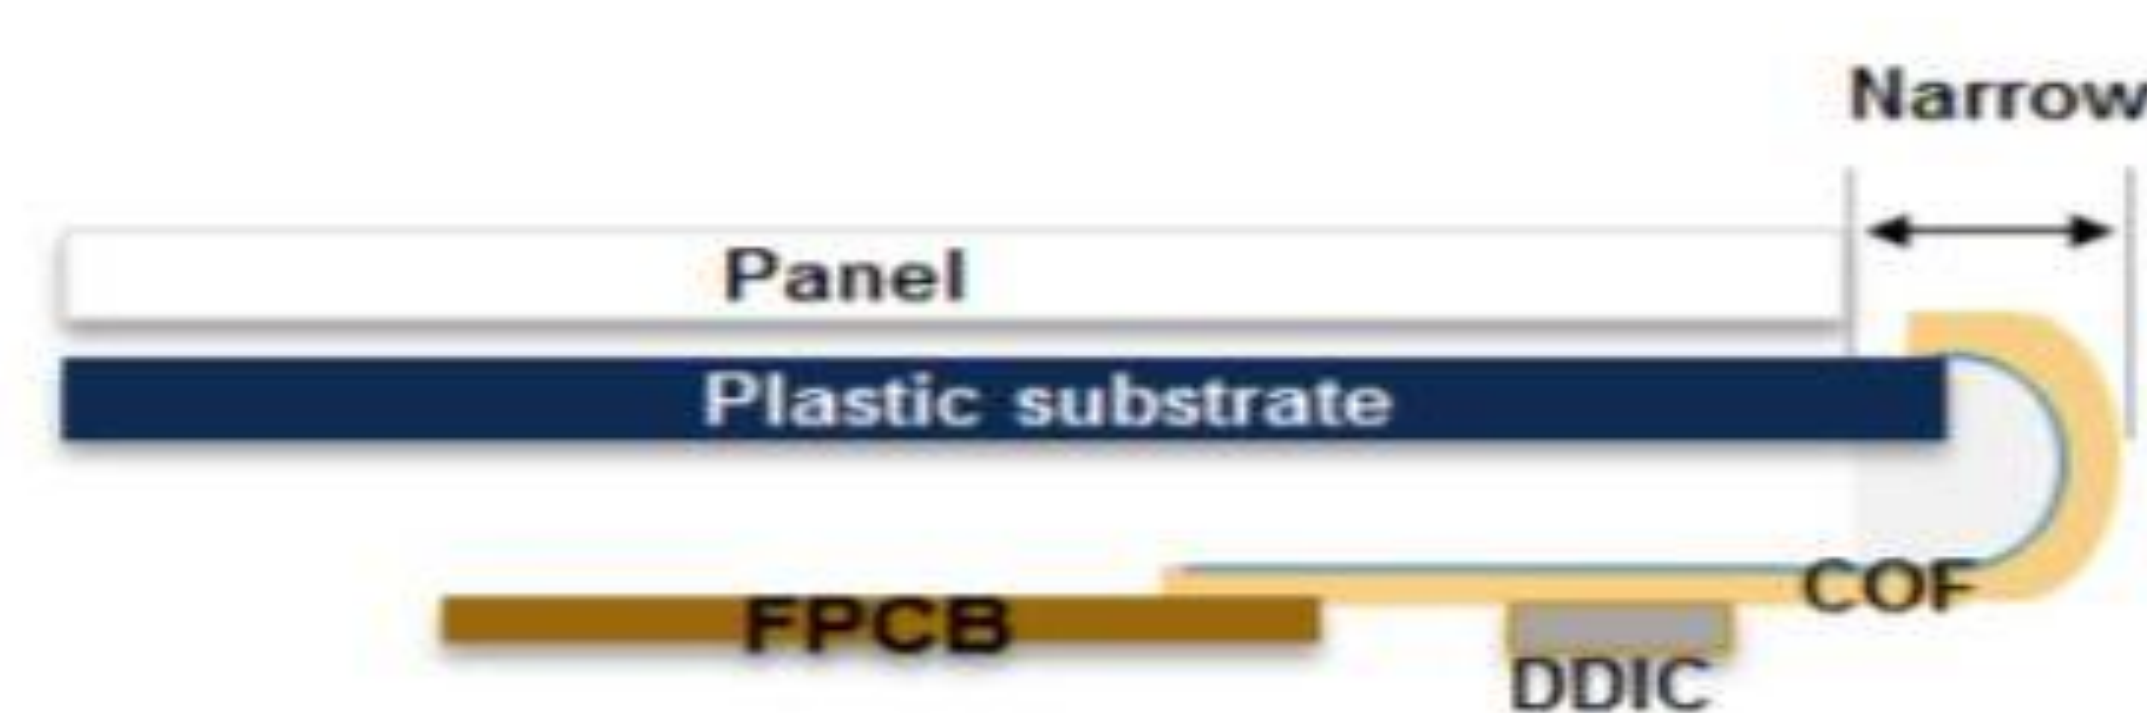 Narrow
Panel
Plastic substrate
COF
FPCB
DDIC